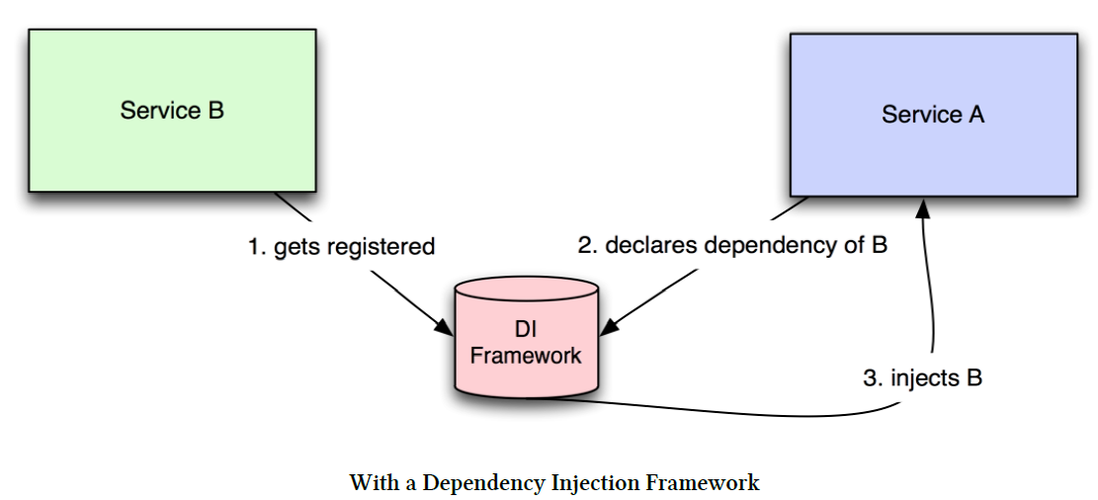 Service B
Service A
1. gets registered
2. declares dependency of B
DI
Framework
3. injects B
With a Dependency Injection Framework